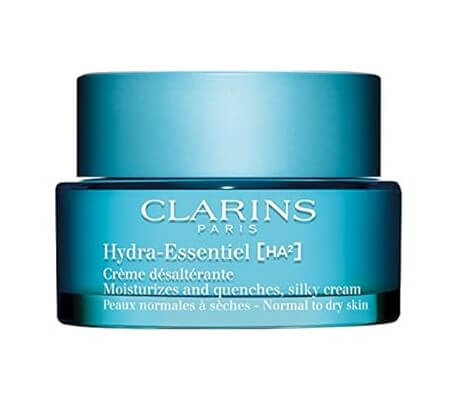 CLARINS
PARIS
Hydra-Essentiel [HA²]
Crème désaltérante
Moisturizes and quenches, silky cream
Peaux normales à sèches - Normal to dry skin